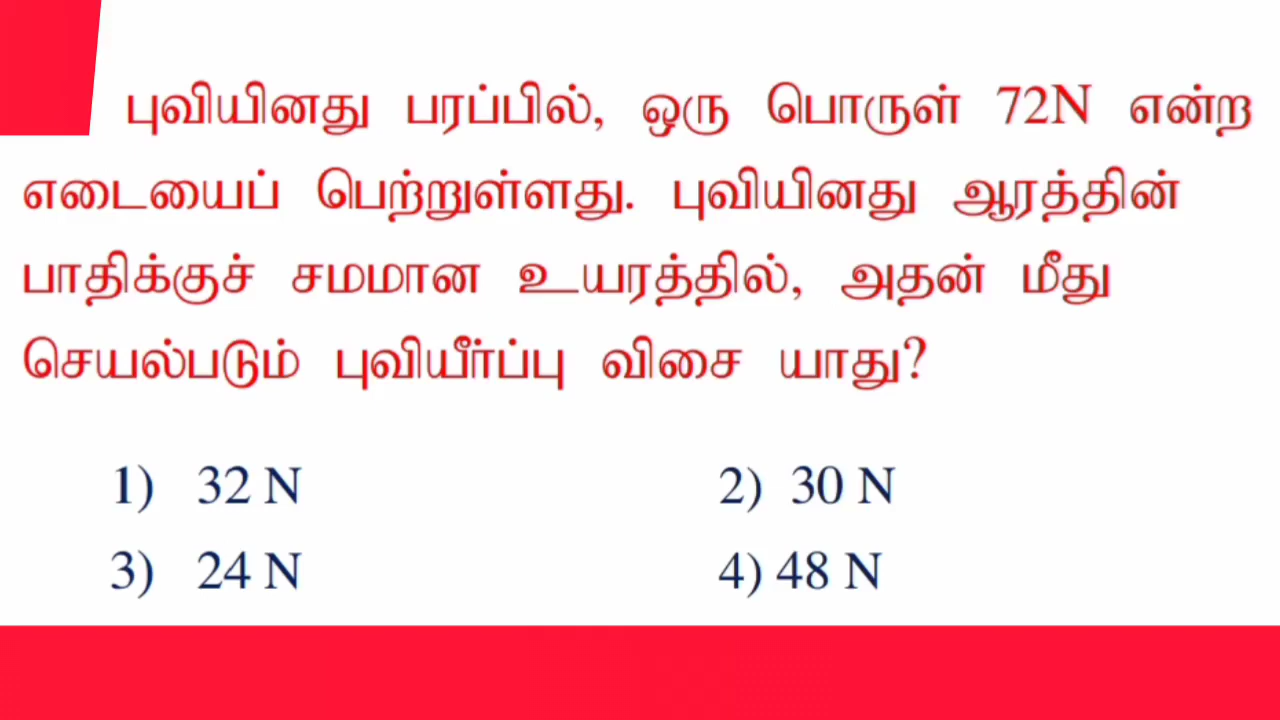 புவியினது பரப்பில், ஒரு பொருள் 72N என்ற
எடையைப் பெற்றுள்ளது. புவியினது ஆரத்தின்
பாதிக்குச் சமமான உயரத்தில், அதன் மீது
செயல்படும் புவியீர்ப்பு விசை யாது?
1) 32 N 2) 30 N
3) 24 N 4) 48 N